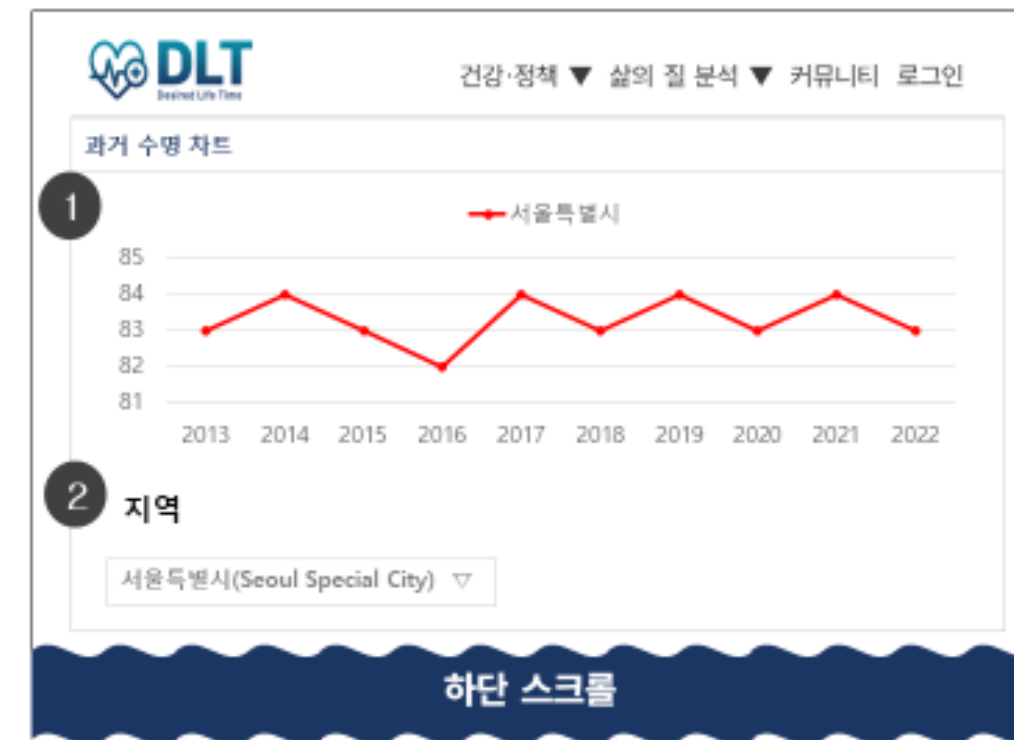 DLT
Desired Life Time
건강·정책 ▼ 삶의 질 분석 ▼ 커뮤니티 로그인
과거 수명 차트
1
서울특별시
85
84
83
82
81
2013 2014 2015 2016 2017 2018 2019 2020 2021 2022
2
지역
서울특별시(Seoul Special City) ▽
하단 스크롤